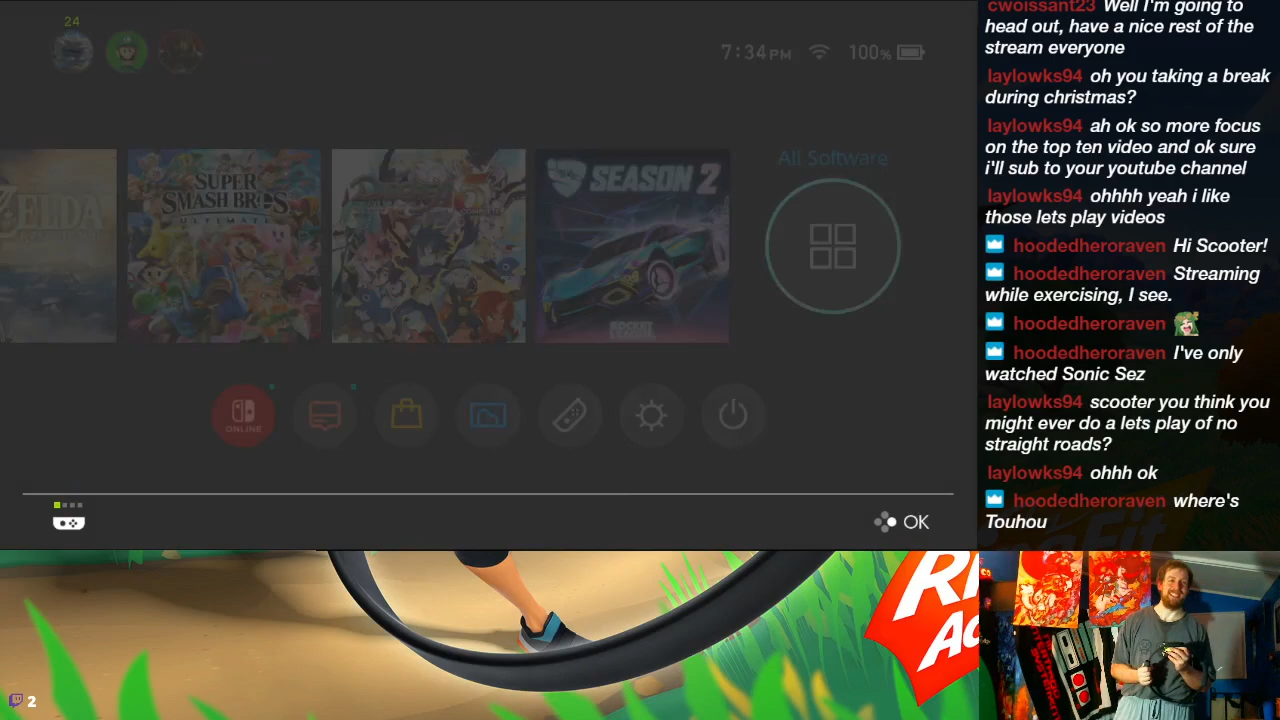 24
7:34 PM
100%
ZELDA
SUPER
SMASH BROS.
ULTIMATE
SEASON 2
ROCKET
LEAGUE
All Software
ONLINE
OK
cwoissant23 Well I'm going to
head out, have a nice rest of the
stream everyone
laylowks94 oh you taking a break
during christmas?
laylowks94 ah ok so more focus
on the top ten video and ok sure
i'll sub to your youtube channel
laylowks94 ohhhh yeah i like
those lets play videos
hoodedheroraven Hi Scooter!
hoodedheroraven Streaming
while exercising, I see.
hoodedheroraven
hoodedheroraven I've only
watched Sonic Sez
laylowks94 scooter you think you
might ever do a lets play of no
straight roads?
laylowks94 ohhh ok
hoodedheroraven where's
Touhou
2